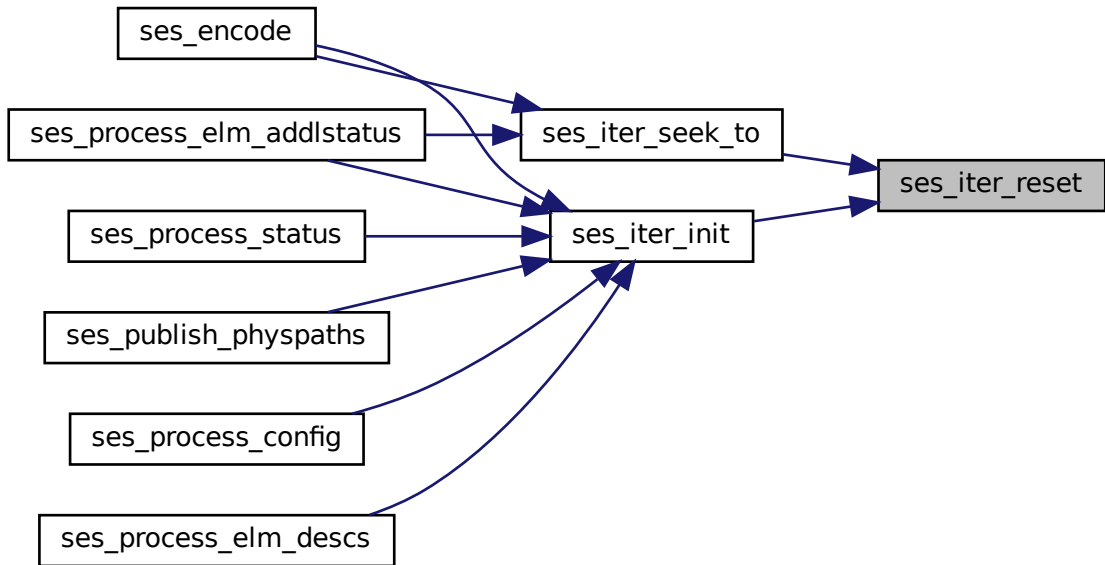 ses_encode
ses_process_elm_addlstatus
ses_iter_seek_to
ses_iter_reset
ses_process_status
ses_iter_init
ses_publish_physpaths
ses_process_config
ses_process_elm_descs